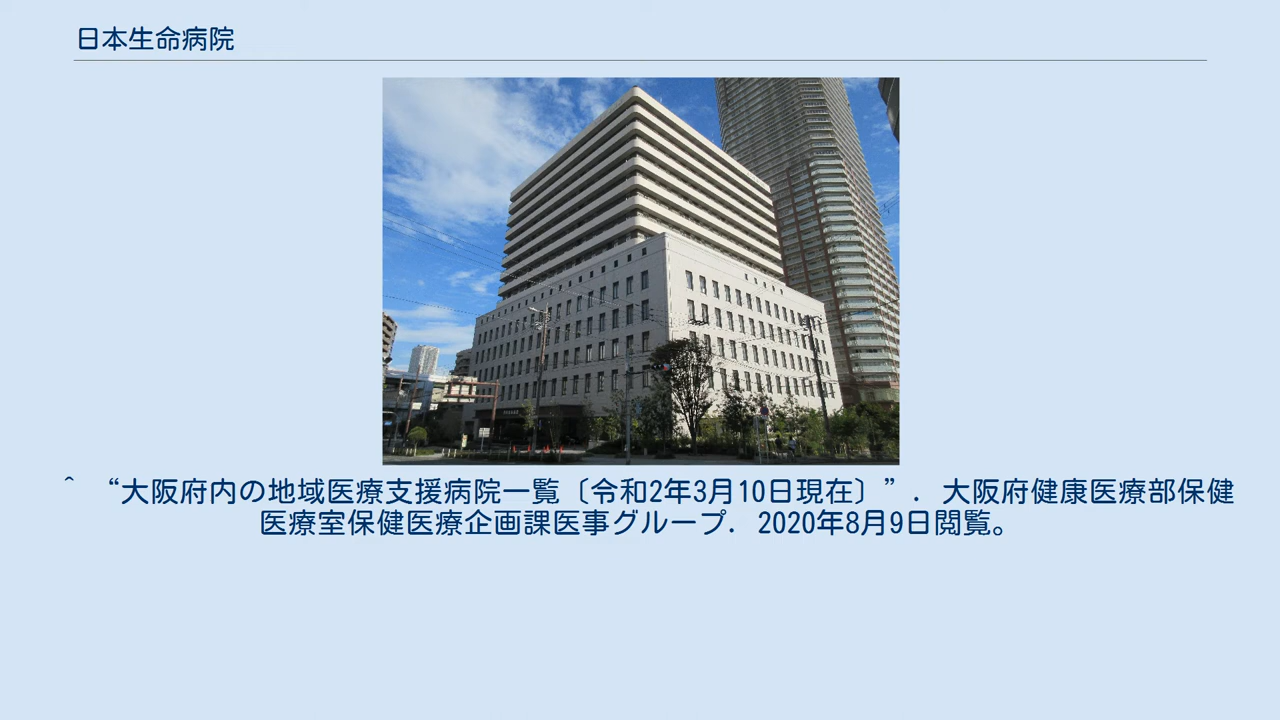 日本生命病院
^ “大阪府内の地域医療支援病院一覧〔令和2年3月10日現在〕”. 大阪府健康医療部保健
医療室保健医療企画課医事グループ. 2020年8月9日閲覧。